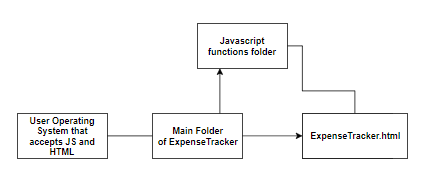 Javascript
functions folder
User Operating
System that
accepts JS and
HTML
Main Folder
of ExpenseTracker
ExpenseTracker.html